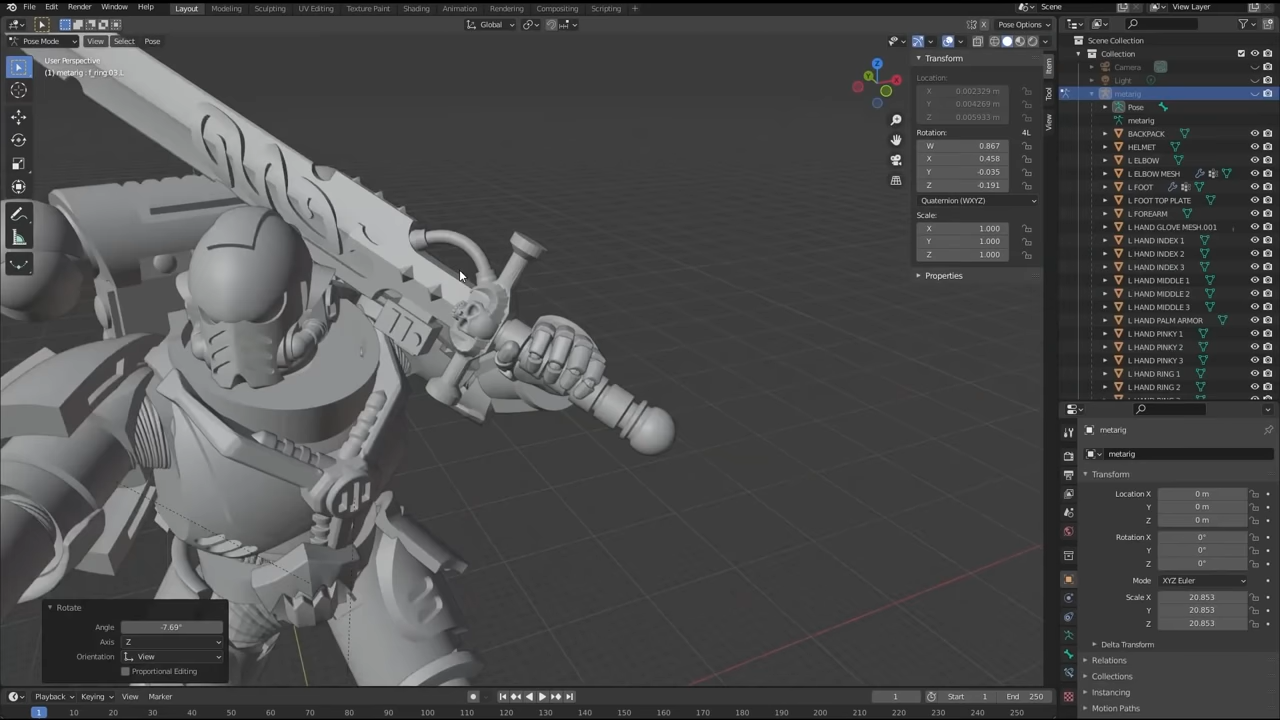 File Edit Render Window Help
Layout Modeling Sculpting UV Editing Texture Paint Shading Animation Rendering Compositing Scripting +
Scene
View Layer
Global
Pose Options
Pose Mode View Select Pose
User Perspective
(1) metarig : f_ring.03.L
Transform
Location:
X 0.002329 m
Y 0.004269 m
Z 0.005933 m
Rotation: 4L
W 0.867
X 0.458
Y -0.035
Z -0.191
Quaternion (WXYZ)
Scale:
X 1.000
Y 1.000
Z 1.000
Properties
Item
Tool
View
Scene Collection
Collection
Camera
Light
metarig
Pose
metarig
BACKPACK
HELMET
L ELBOW
L ELBOW MESH
L FOOT
L FOOT TOP PLATE
L FOREARM
L HAND GLOVE MESH.001
L HAND INDEX 1
L HAND INDEX 2
L HAND INDEX 3
L HAND MIDDLE 1
L HAND MIDDLE 2
L HAND MIDDLE 3
L HAND PALM ARMOR
L HAND PINKY 1
L HAND PINKY 2
L HAND PINKY 3
L HAND RING 1
L HAND RING 2
metarig
metarig
Transform
Location X 0 m
Y 0 m
Z 0 m
Rotation X 0°
Y 0°
Z 0°
Mode XYZ Euler
Scale X 20.853
Y 20.853
Z 20.853
Delta Transform
Relations
Collections
Instancing
Motion Paths
Rotate
Angle -7.69°
Axis Z
Orientation View
Proportional Editing
Playback Keying View Marker
1 Start 1 End 250
1 10 20 30 40 50 60 70 80 90 100 110 120 130 140 150 160 170 180 190 200 210 220 230 240 250